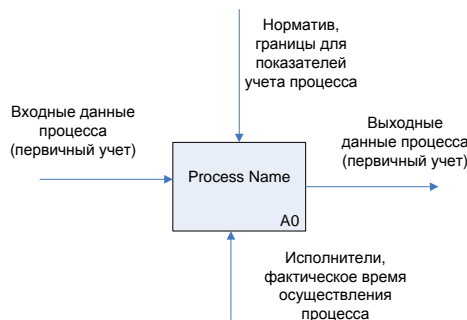 Норматив,
границы для
показателей
учета процесса
Входные данные
процесса
(первичный учет)
Выходные
данные процесса
(первичный учет)
Process Name
A0
Исполнители,
фактическое время
осуществления
процесса